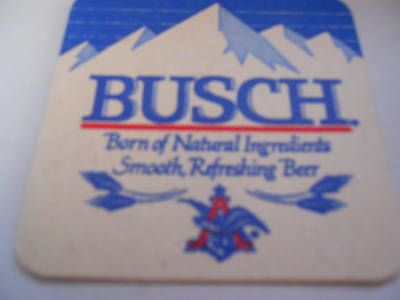 BUSCH.
Born of Natural Ingredients
Smooth, Refreshing Beer